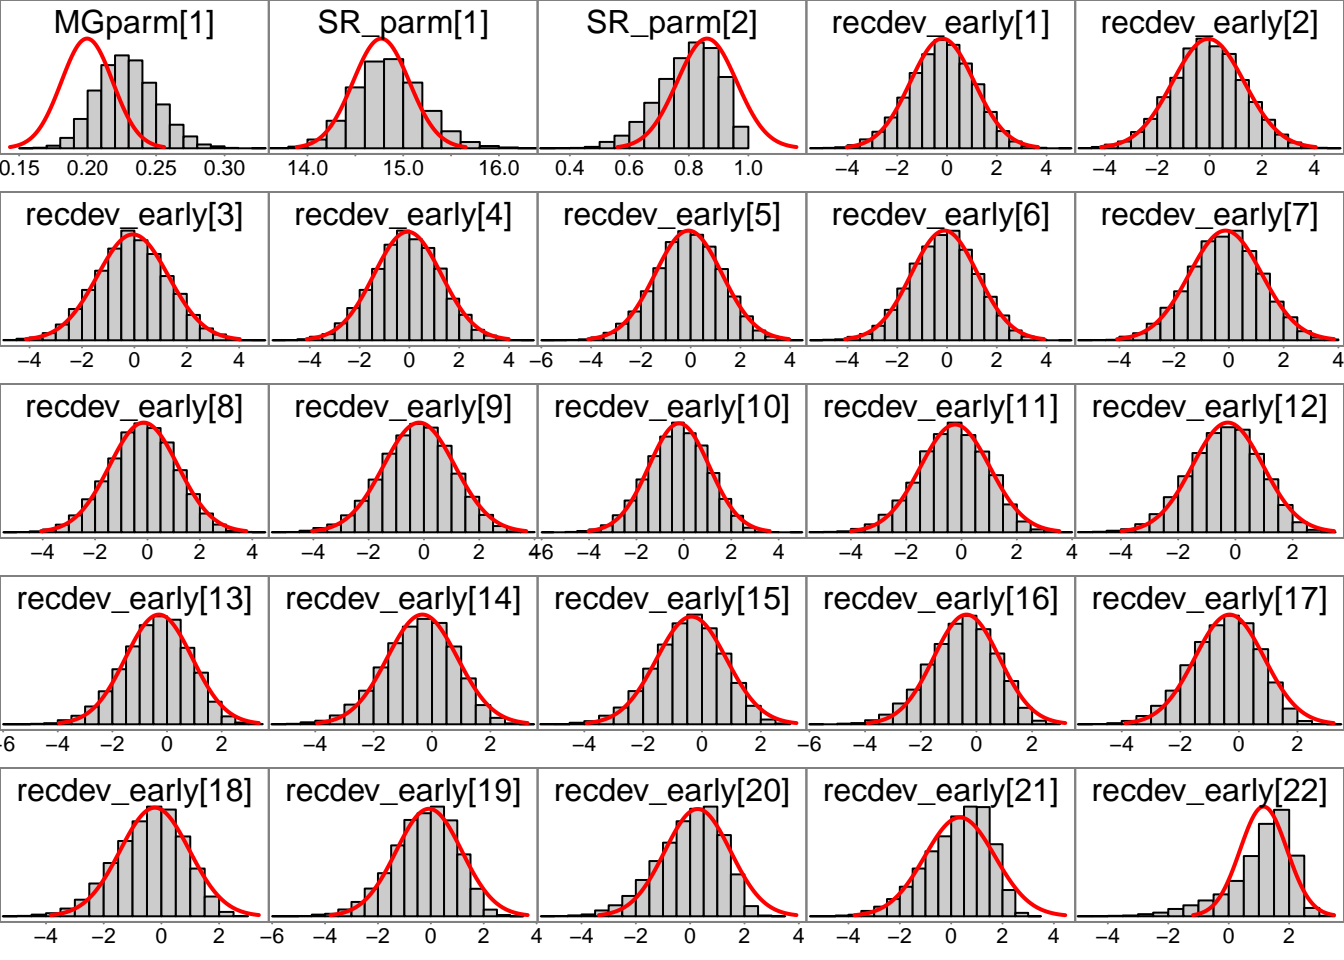 MGparm[1] SR_parm[1] SR_parm[2] recdev_early[1] recdev_early[2]
0.15 0.20 0.25 0.30 14.0 15.0 16.0 0.4 0.6 0.8 1.0 −4 −2 0 2 4 −4 −2 0 2 4
recdev_early[3] recdev_early[4] recdev_early[5] recdev_early[6] recdev_early[7]
−4 −2 0 2 4 −4 −2 0 2 4 −6 −4 −2 0 2 4 −4 −2 0 2 4 −4 −2 0 2 4
recdev_early[8] recdev_early[9] recdev_early[10] recdev_early[11] recdev_early[12]
−4 −2 0 2 4 −4 −2 0 2 4 −6 −4 −2 0 2 4 −4 −2 0 2 4 −4 −2 0 2
recdev_early[13] recdev_early[14] recdev_early[15] recdev_early[16] recdev_early[17]
−6 −4 −2 0 2 −4 −2 0 2 −4 −2 0 2 −6 −4 −2 0 2 −4 −2 0 2
recdev_early[18] recdev_early[19] recdev_early[20] recdev_early[21] recdev_early[22]
−4 −2 0 2 −6 −4 −2 0 2 4 −4 −2 0 2 4 −4 −2 0 2 4 −4 −2 0 2